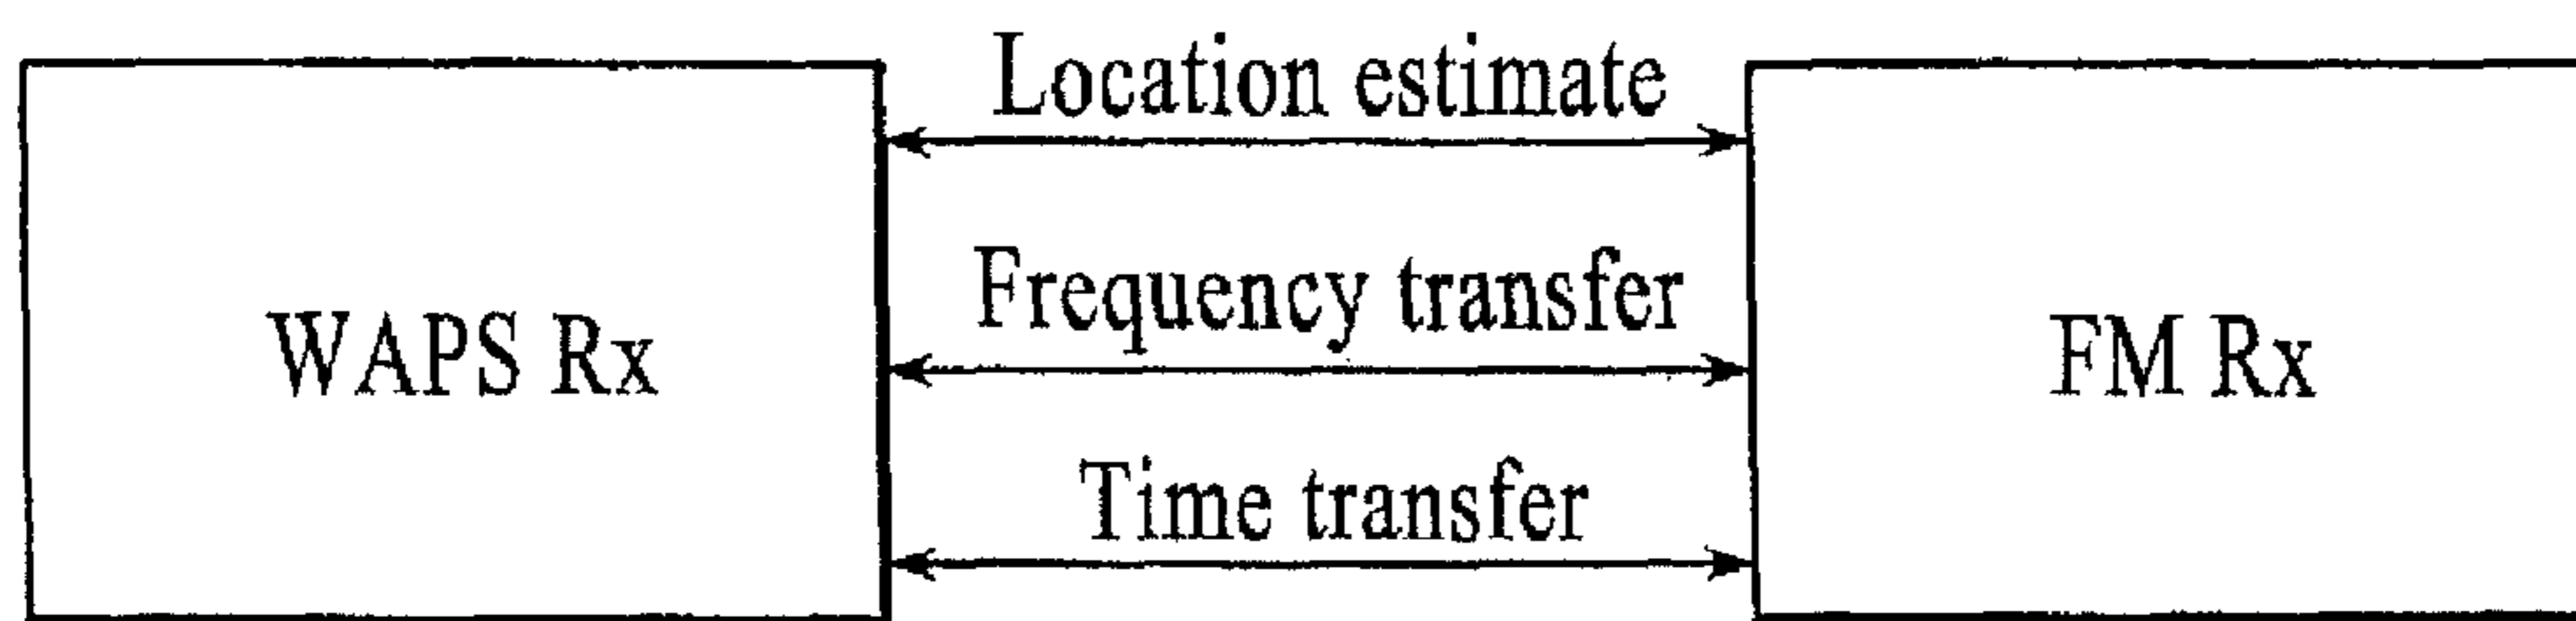 Location estimate
Frequency transfer
WAPS Rx
FM Rx
Time transfer